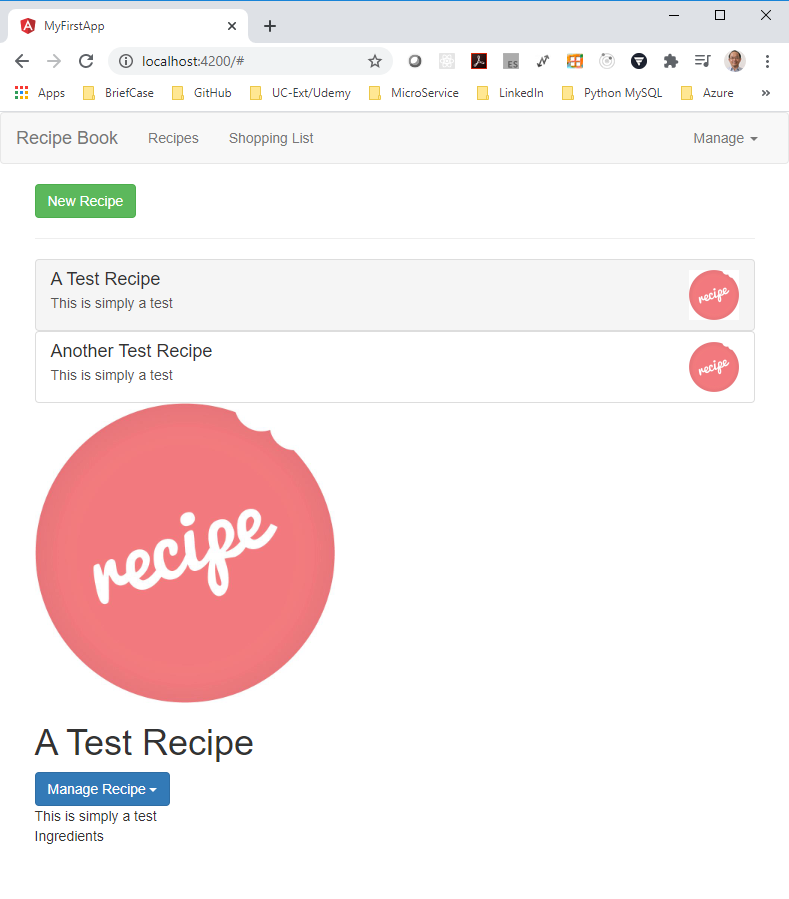 MyFirstApp
localhost:4200/#
ES
Apps BriefCase GitHub UC-Ext/Udemy MicroService LinkedIn Python MySQL Azure »
Recipe Book Recipes Shopping List Manage
New Recipe
A Test Recipe
This is simply a test
recipe
Another Test Recipe
This is simply a test
recipe
recipe
A Test Recipe
Manage Recipe
This is simply a test
Ingredients